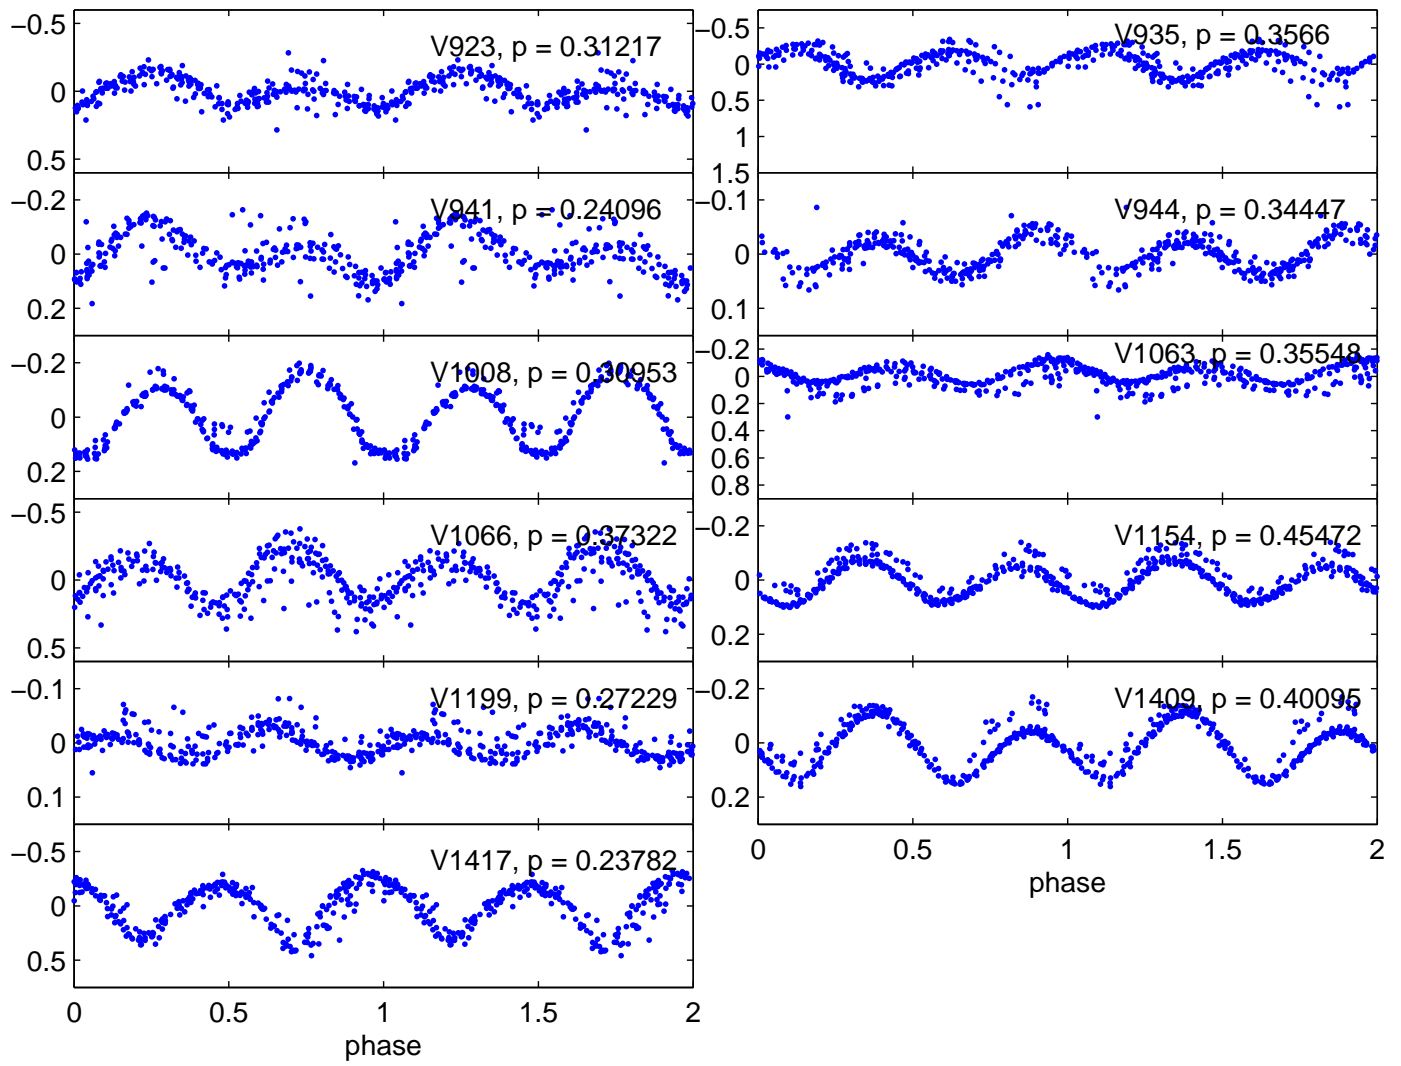 −0.5
0
0.5
V923, p = 0.31217
−0.5
0
0.5
1
1.5
V935, p = 0.3566
−0.2
0
0.2
V941, p = 0.24096
−0.1
0
0.1
V944, p = 0.34447
−0.2
0
0.2
V1008, p = 0.30953
−0.2
0
0.2
0.4
0.6
0.8
V1063, p = 0.35548
−0.5
0
0.5
V1066, p = 0.37322
−0.2
0
0.2
V1154, p = 0.45472
−0.1
0
0.1
V1199, p = 0.27229
−0.2
0
0.2
V1409, p = 0.40095
0 0.5 1 1.5 2
phase
−0.5
0
0.5
V1417, p = 0.23782
0 0.5 1 1.5 2
phase